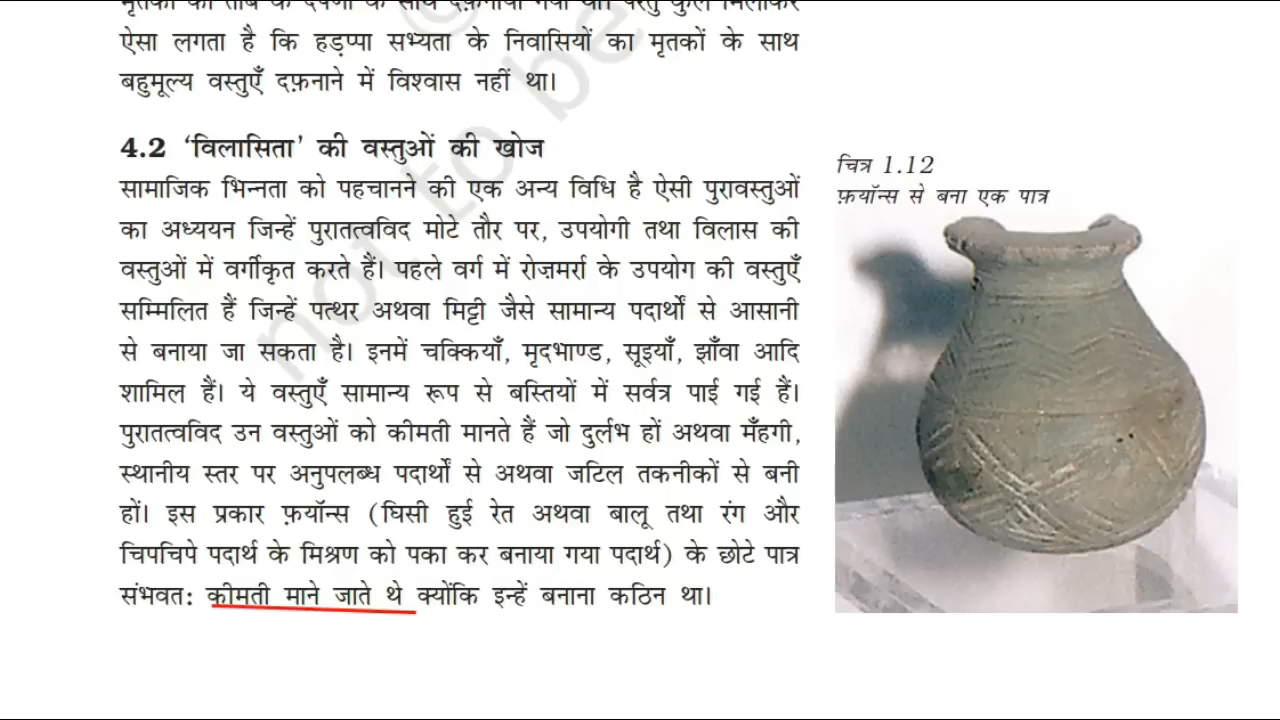 ऐसा लगता है कि हड़प्पा सभ्यता के निवासियों का मृतकों के साथ
बहुमूल्य वस्तुएँ दफ़नाने में विश्वास नहीं था।
4.2 ‘विलासिता’ की वस्तुओं की खोज
सामाजिक भिन्नता को पहचानने की एक अन्य विधि है ऐसी पुरावस्तुओं
का अध्ययन जिन्हें पुरातत्वविद मोटे तौर पर, उपयोगी तथा विलास की
वस्तुओं में वर्गीकृत करते हैं। पहले वर्ग में रोज़मर्रा के उपयोग की वस्तुएँ
सम्मिलित हैं जिन्हें पत्थर अथवा मिट्टी जैसे सामान्य पदार्थों से आसानी
से बनाया जा सकता है। इनमें चक्कियाँ, मृदभाण्ड, सूइयाँ, झाँवा आदि
शामिल हैं। ये वस्तुएँ सामान्य रूप से बस्तियों में सर्वत्र पाई गई हैं।
पुरातत्वविद उन वस्तुओं को कीमती मानते हैं जो दुर्लभ हों अथवा मँहगी,
स्थानीय स्तर पर अनुपलब्ध पदार्थों से अथवा जटिल तकनीकों से बनी
हों। इस प्रकार फ़यॉन्स (घिसी हुई रेत अथवा बालू तथा रंग और
चिपचिपे पदार्थ के मिश्रण को पका कर बनाया गया पदार्थ) के छोटे पात्र
संभवत: कीमती माने जाते थे क्योंकि इन्हें बनाना कठिन था।
चित्र 1.12
फ़यॉन्स से बना एक पात्र
not to be